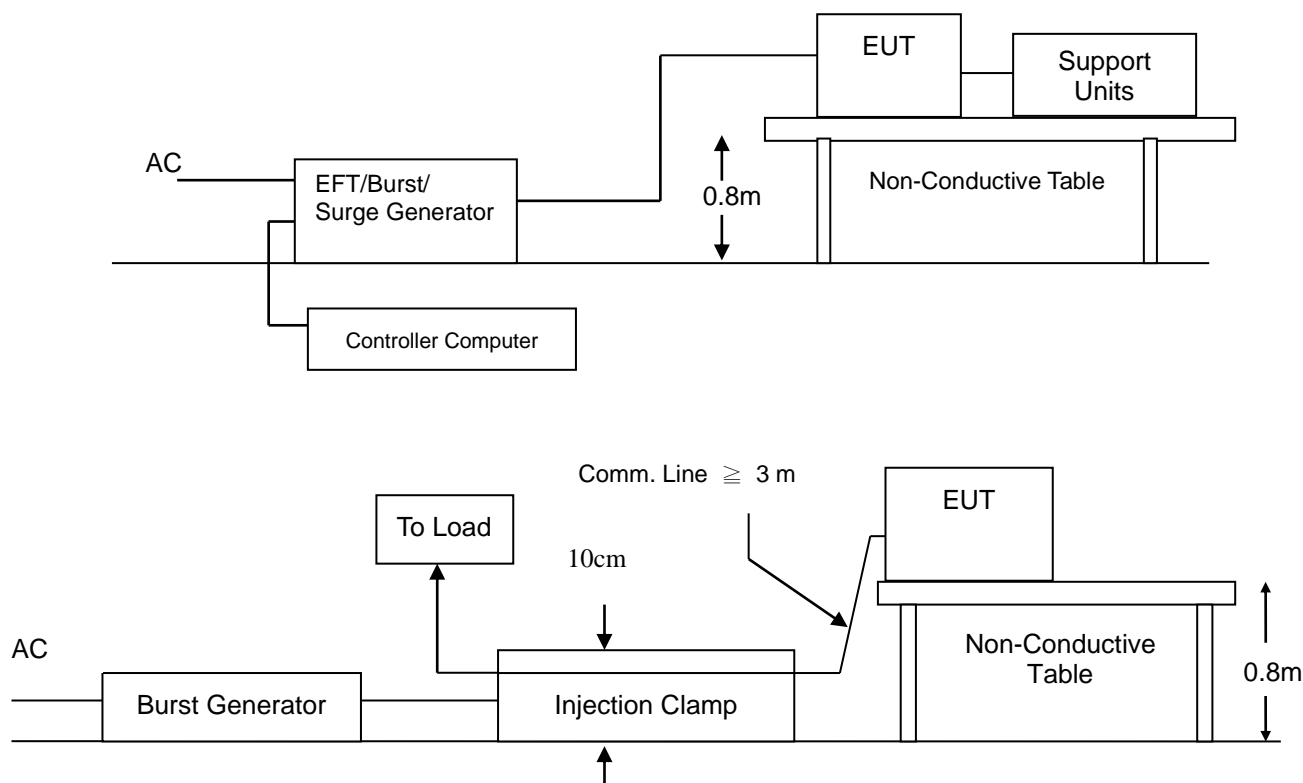 EUT
Support
Units
AC
EFT/Burst/
Surge Generator
0.8m
Non-Conductive Table
Controller Computer
Comm. Line ≧ 3 m
EUT
To Load
10cm
AC
Non-Conductive
Table
0.8m
Burst Generator
Injection Clamp